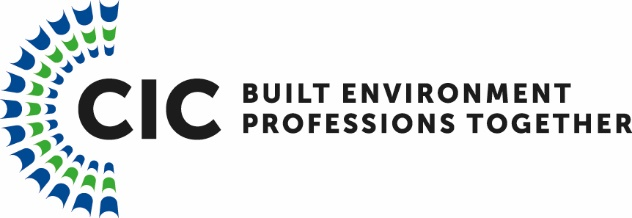 CIC
BUILT ENVIRONMENT
PROFESSIONS TOGETHER